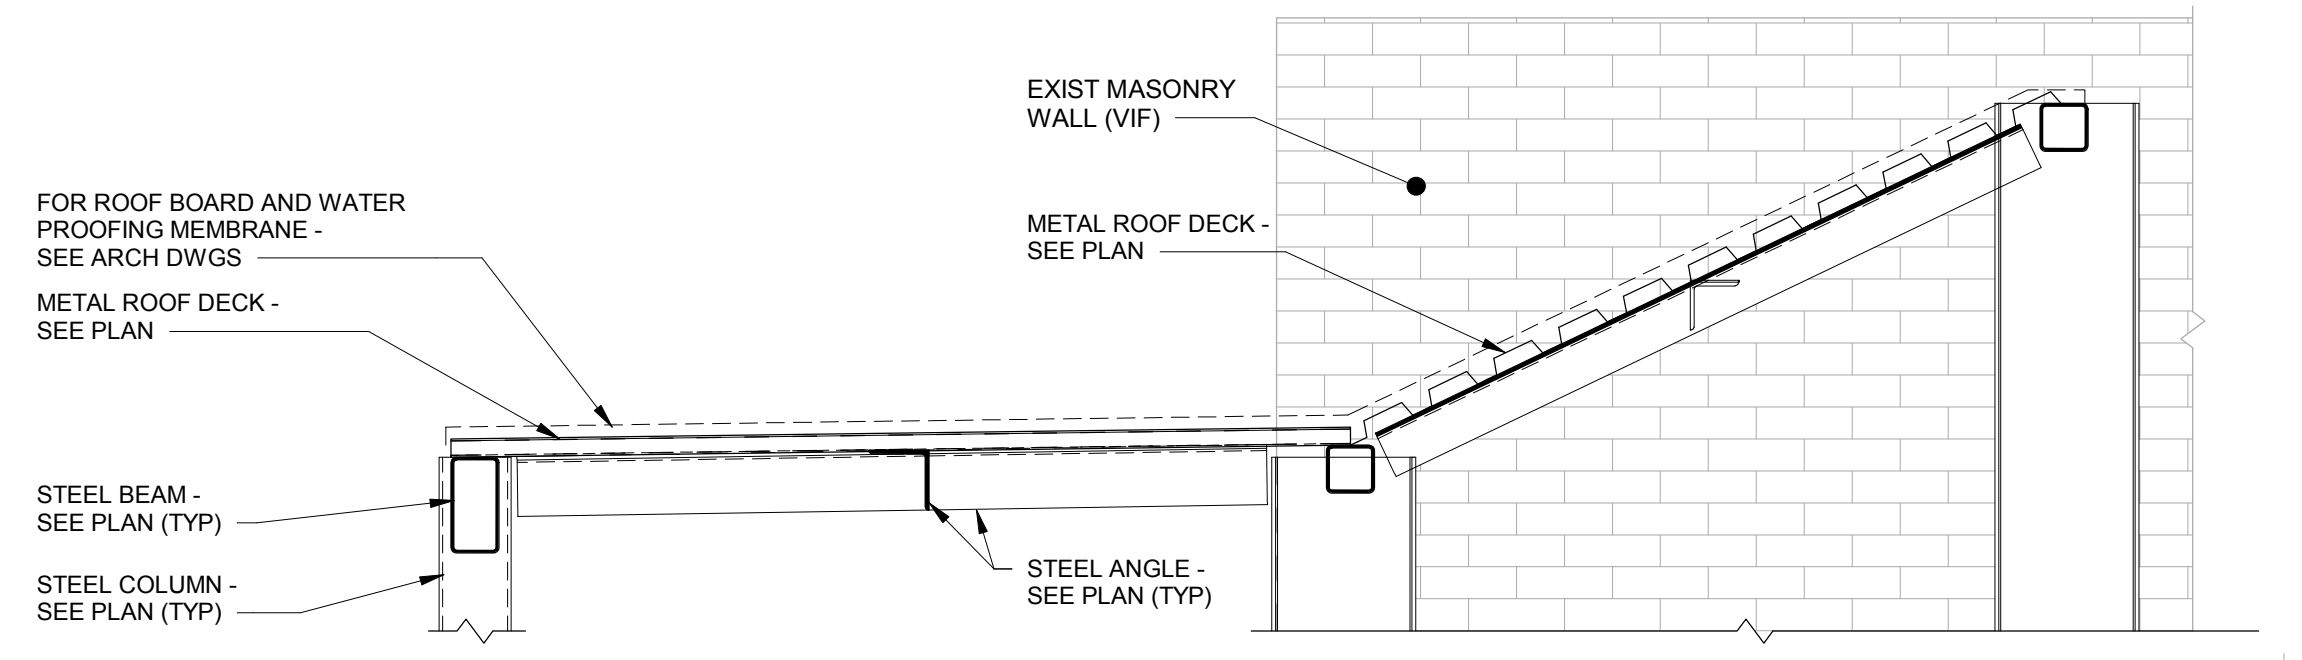 EXIST MASONRY
WALL (VIF)
FOR ROOF BOARD AND WATER
PROOFING MEMBRANE -
SEE ARCH DWGS
METAL ROOF DECK -
SEE PLAN
METAL ROOF DECK -
SEE PLAN
STEEL BEAM -
SEE PLAN (TYP)
STEEL COLUMN -
SEE PLAN (TYP)
STEEL ANGLE -
SEE PLAN (TYP)